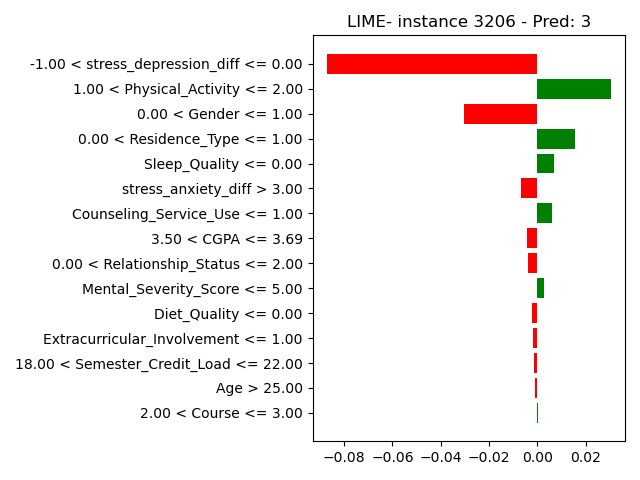 LIME- instance 3206 - Pred: 3
-1.00 < stress_depression_diff <= 0.00
1.00 < Physical_Activity <= 2.00
0.00 < Gender <= 1.00
0.00 < Residence_Type <= 1.00
Sleep_Quality <= 0.00
stress_anxiety_diff > 3.00
Counseling_Service_Use <= 1.00
3.50 < CGPA <= 3.69
0.00 < Relationship_Status <= 2.00
Mental_Severity_Score <= 5.00
Diet_Quality <= 0.00
Extracurricular_Involvement <= 1.00
18.00 < Semester_Credit_Load <= 22.00
Age > 25.00
2.00 < Course <= 3.00
−0.08 −0.06 −0.04 −0.02 0.00 0.02